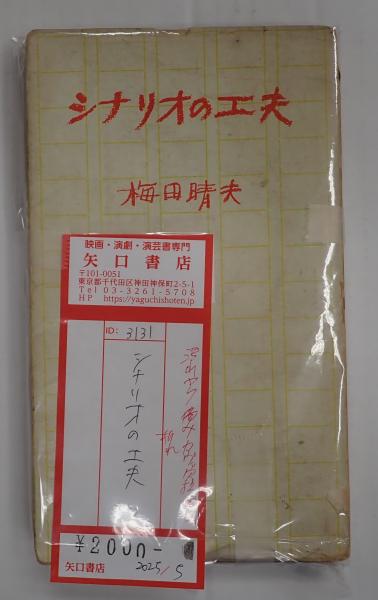 シナリオの工夫
梅田晴夫
映画・演劇・演芸書専門
矢口書店
〒101-0051
東京都千代田区神田神保町2-5-1
Tel 03-3261-5708
HP https://yaguchishoten.jp/
ID: 3131
折れ
シナリオの工夫
¥2000-
矢口書店
2025/5